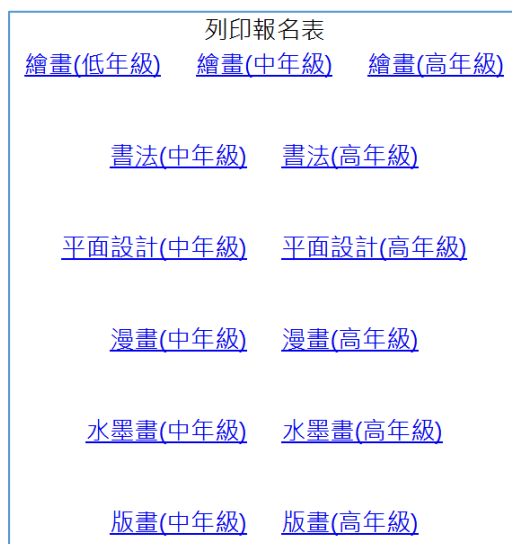 列印報名表
繪畫(低年級) 繪畫(中年級) 繪畫(高年級)
書法(中年級) 書法(高年級)
平面設計(中年級) 平面設計(高年級)
漫畫(中年級) 漫畫(高年級)
水墨畫(中年級) 水墨畫(高年級)
版畫(中年級) 版畫(高年級)